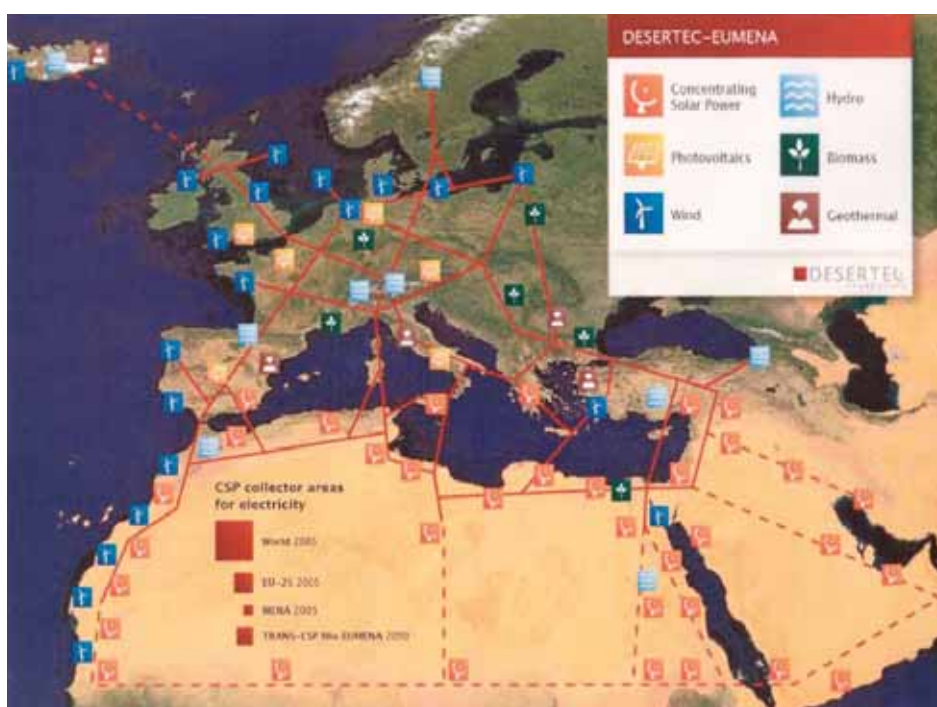 DESERTEC-EUMENA
Concentrating
Solar Power
Hydro
Photovoltaics
Biomass
Wind
Geothermal
DESERTEC
CSP collector areas
for electricity
World 2005
EU-25 2005
MENA 2005
TRANS-CSP Mix EUMENA 2050